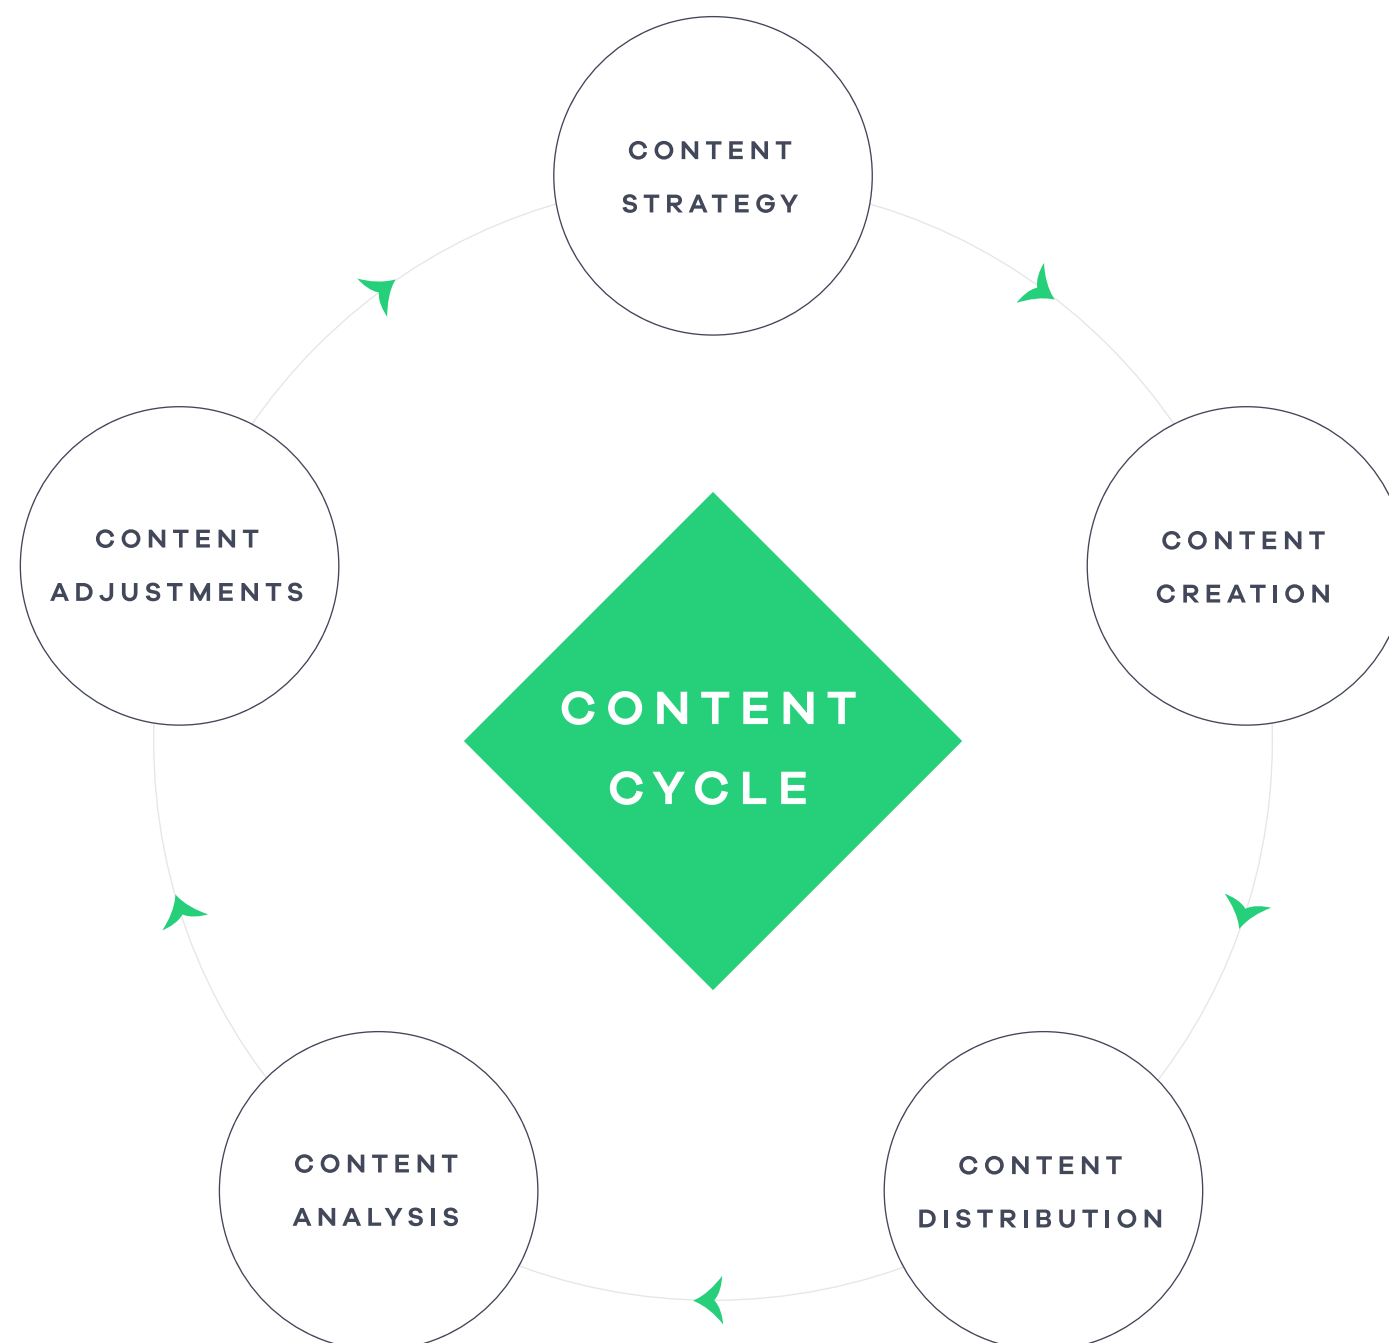 CONTENT
STRATEGY
CONTENT
CREATION
CONTENT
DISTRIBUTION
CONTENT
ANALYSIS
CONTENT
ADJUSTMENTS
CONTENT
CYCLE